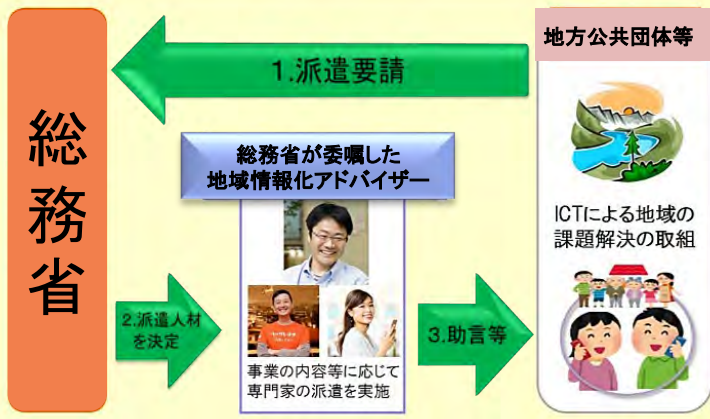 地方公共団体等
1.派遣要請
総務省
総務省が委嘱した
地域情報化アドバイザー
ICTによる地域の
課題解決の取組
2.派遣人材
を決定
3.助言等
事業の内容等に応じて
専門家の派遣を実施